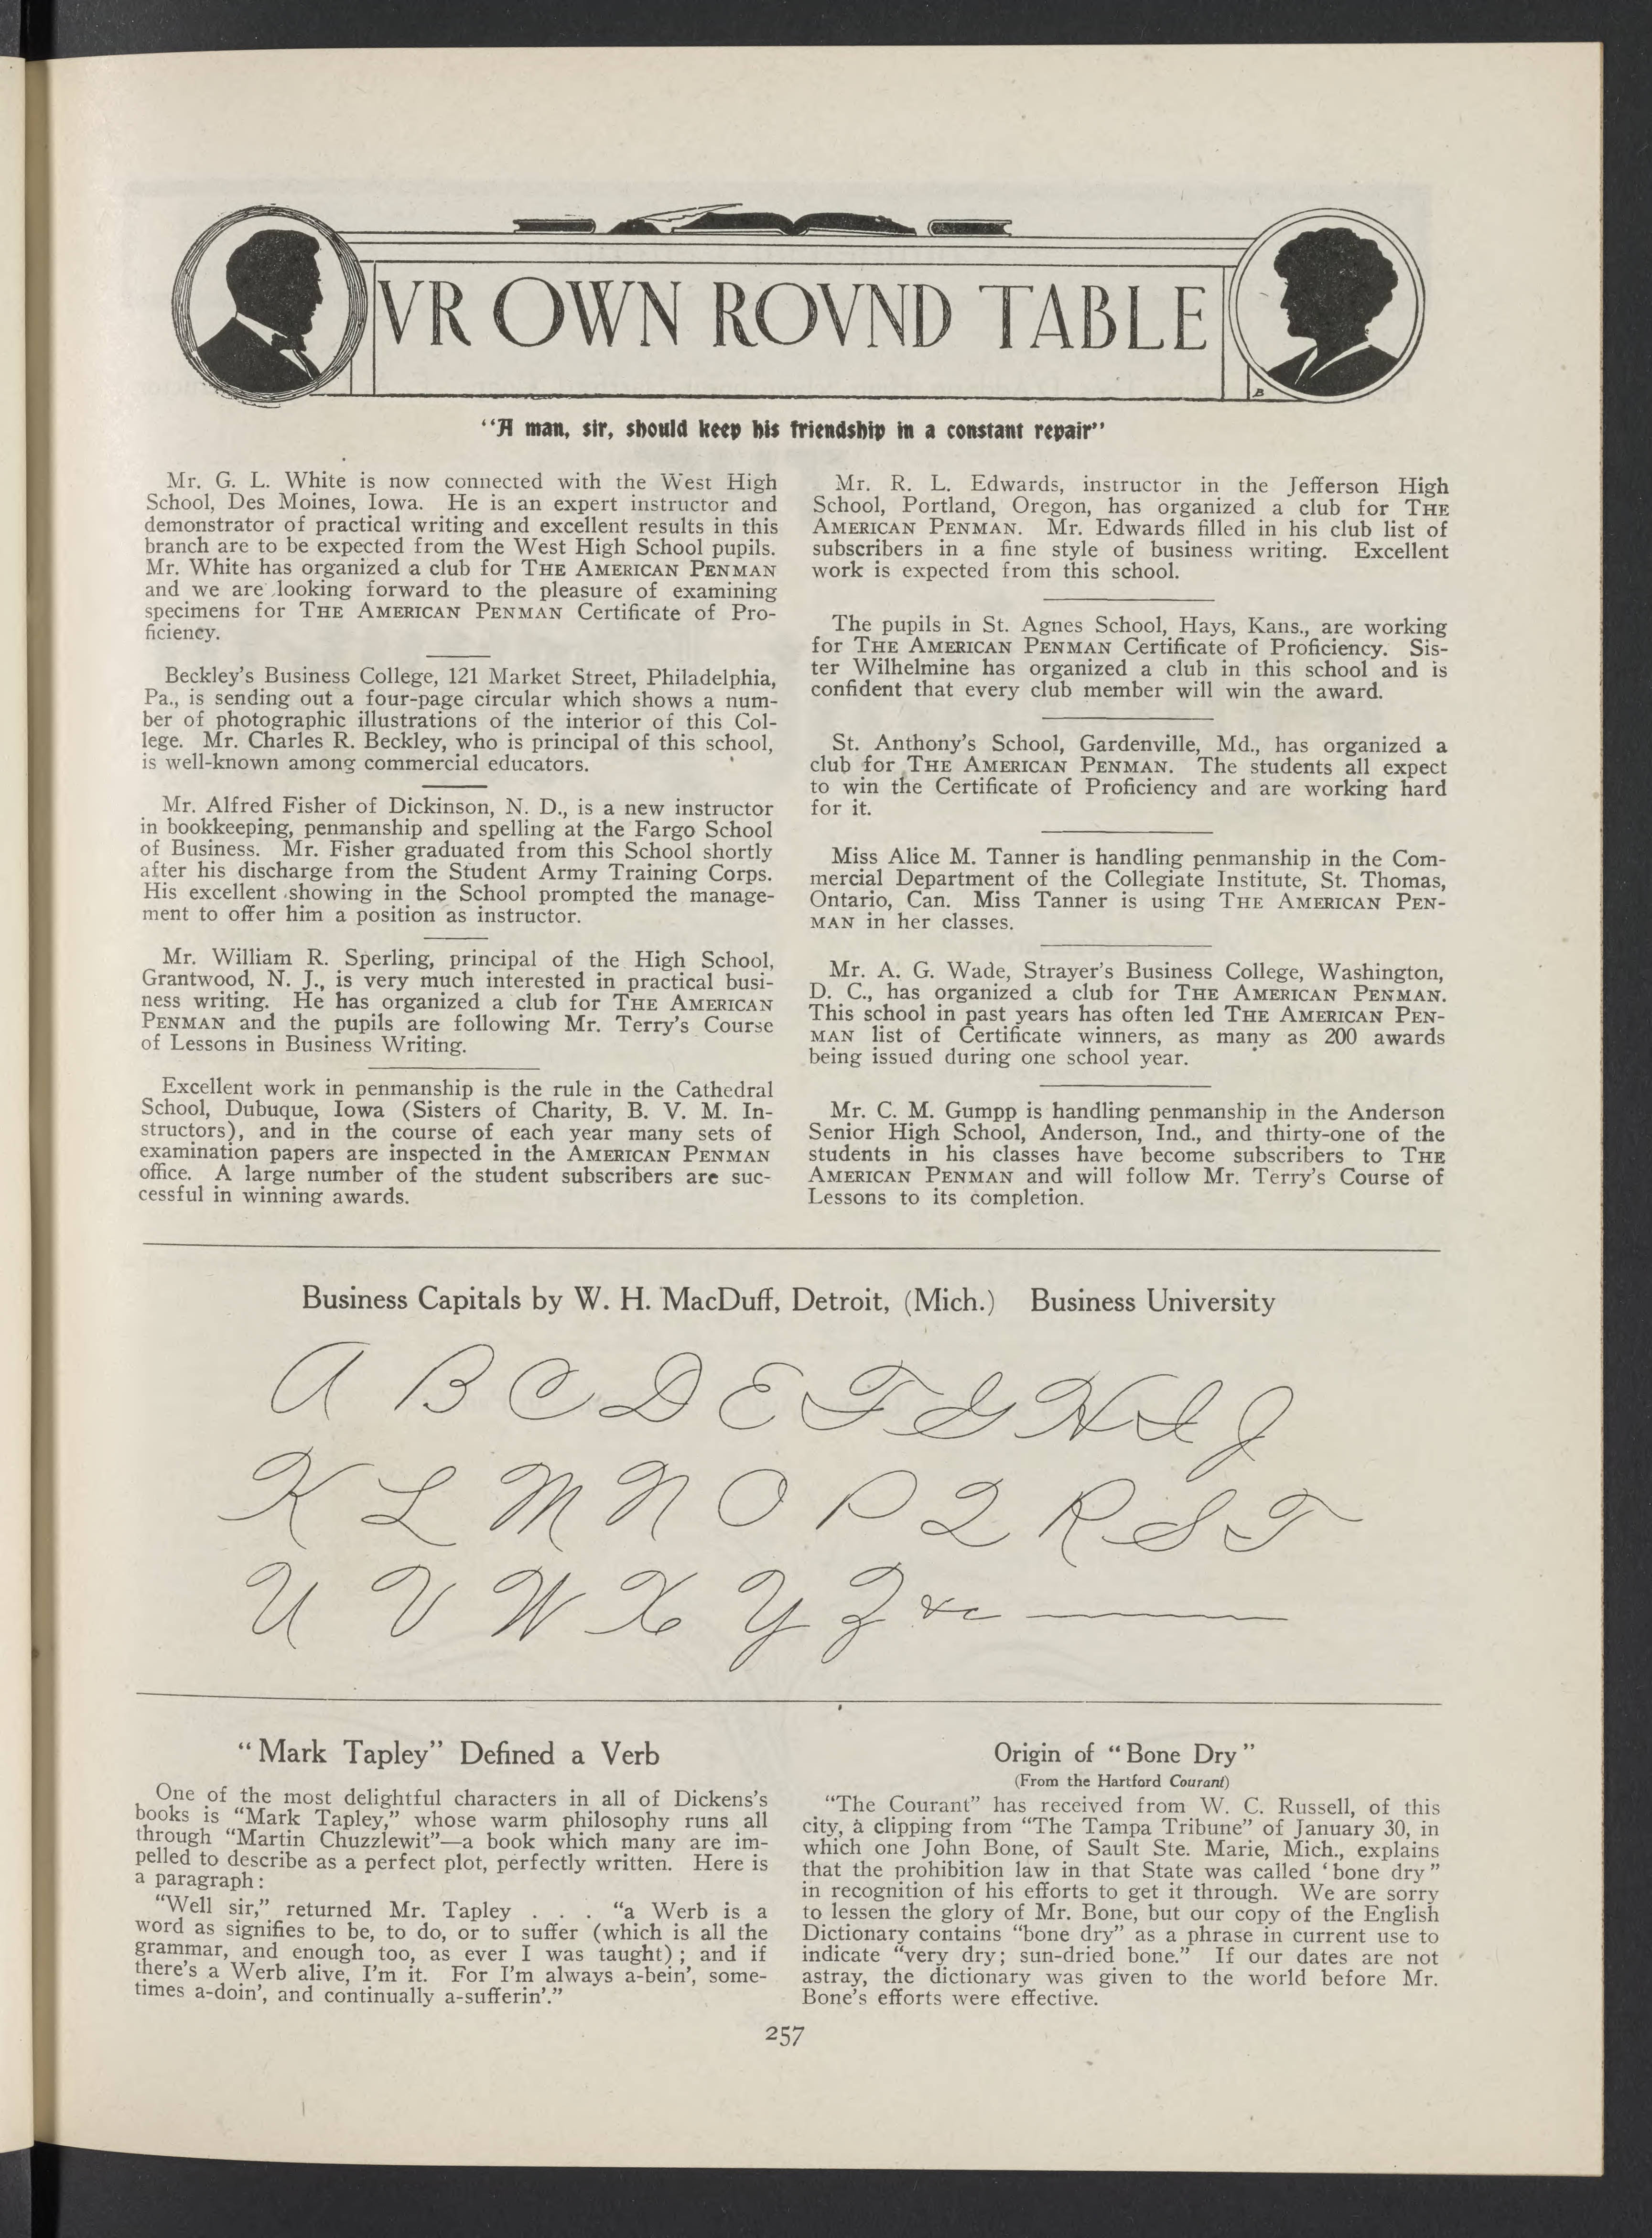 VR OWN ROVND TABLE
B
"A man, sir, should keep his friendship in a constant repair"
Mr. G. L. White is now connected with the West High
School, Des Moines, Iowa. He is an expert instructor and
demonstrator of practical writing and excellent results in this
branch are to be expected from the West High School pupils.
Mr. White has organized a club for THE AMERICAN PENMAN
and we are looking forward to the pleasure of examining
specimens for THE AMERICAN PENMAN Certificate of Pro-
ficiency.
Beckley's Business College, 121 Market Street, Philadelphia,
Pa., is sending out a four-page circular which shows a num-
ber of photographic illustrations of the interior of this Col-
lege. Mr. Charles R. Beckley, who is principal of this school,
is well-known among commercial educators.
Mr. Alfred Fisher of Dickinson, N. D., is a new instructor
in bookkeeping, penmanship and spelling at the Fargo School
of Business. Mr. Fisher graduated from this School shortly
after his discharge from the Student Army Training Corps.
His excellent showing in the School prompted the manage-
ment to offer him a position as instructor.
Mr. William R. Sperling, principal of the High School,
Grantwood, N. J., is very much interested in practical busi-
ness writing. He has organized a club for THE AMERICAN
PENMAN and the pupils are following Mr. Terry's Course
of Lessons in Business Writing.
Excellent work in penmanship is the rule in the Cathedral
School, Dubuque, Iowa (Sisters of Charity, B. V. M. In-
structors), and in the course of each year many sets of
examination papers are inspected in the AMERICAN PENMAN
office. A large number of the student subscribers are suc-
cessful in winning awards.
Mr. R. L. Edwards, instructor in the Jefferson High
School, Portland, Oregon, has organized a club for THE
AMERICAN PENMAN. Mr. Edwards filled in his club list of
subscribers in a fine style of business writing. Excellent
work is expected from this school.
The pupils in St. Agnes School, Hays, Kans., are working
for THE AMERICAN PENMAN Certificate of Proficiency. Sis-
ter Wilhelmine has organized a club in this school and is
confident that every club member will win the award.
St. Anthony's School, Gardenville, Md., has organized a
club for THE AMERICAN PENMAN. The students all expect
to win the Certificate of Proficiency and are working hard
for it.
Miss Alice M. Tanner is handling penmanship in the Com-
mercial Department of the Collegiate Institute, St. Thomas,
Ontario, Can. Miss Tanner is using THE AMERICAN PEN-
MAN in her classes.
Mr. A. G. Wade, Strayer's Business College, Washington,
D. C., has organized a club for THE AMERICAN PENMAN.
This school in past years has often led THE AMERICAN PEN-
MAN list of Certificate winners, as many as 200 awards
being issued during one school year.
Mr. C. M. Gumpp is handling penmanship in the Anderson
Senior High School, Anderson, Ind., and thirty-one of the
students in his classes have become subscribers to THE
AMERICAN PENMAN and will follow Mr. Terry's Course of
Lessons to its completion.
Business Capitals by W. H. MacDuff, Detroit, (Mich.) Business University
A B C D E F G H I J
K L M N O P Q R S T
U V W X Y Z &c
"Mark Tapley" Defined a Verb
One of the most delightful characters in all of Dickens's
books is "Mark Tapley," whose warm philosophy runs all
through "Martin Chuzzlewit"—a book which many are im-
pelled to describe as a perfect plot, perfectly written. Here is
a paragraph:
"Well sir," returned Mr. Tapley . . . "a Werb is a
word as signifies to be, to do, or to suffer (which is all the
grammar, and enough too, as ever I was taught); and if
there's a Werb alive, I'm it. For I'm always a-bein', some-
times a-doin', and continually a-sufferin'."
Origin of "Bone Dry"
(From the Hartford Courant)
"The Courant" has received from W. C. Russell, of this
city, a clipping from "The Tampa Tribune" of January 30, in
which one John Bone, of Sault Ste. Marie, Mich., explains
that the prohibition law in that State was called 'bone dry"
in recognition of his efforts to get it through. We are sorry
to lessen the glory of Mr. Bone, but our copy of the English
Dictionary contains "bone dry" as a phrase in current use to
indicate "very dry; sun-dried bone." If our dates are not
astray, the dictionary was given to the world before Mr.
Bone's efforts were effective.
257